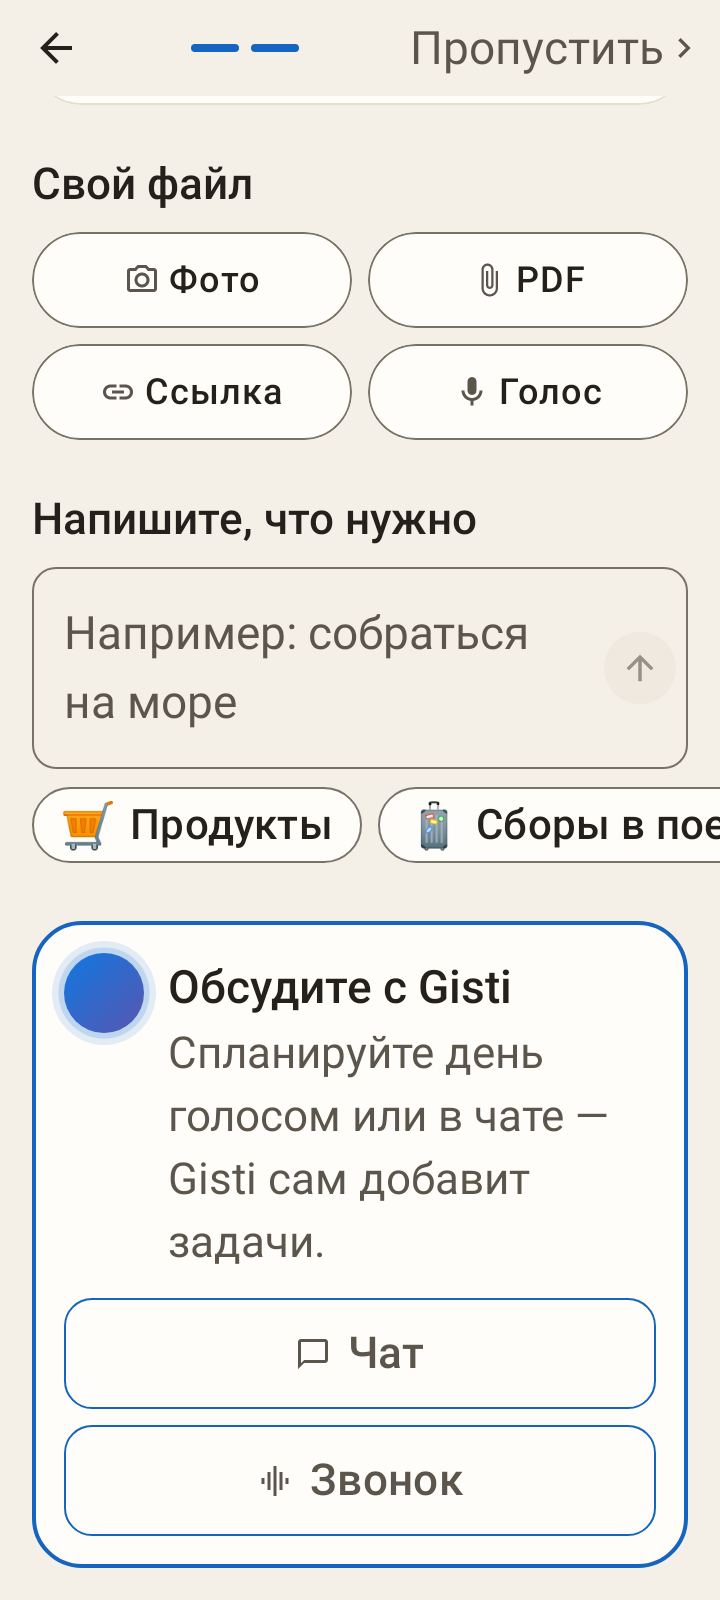 Пропустить
Свой файл
Фото
PDF
Ссылка
Голос
Напишите, что нужно
Например: собраться
на море
Продукты
Сборы в пое
Обсудите с Gisti
Спланируйте день
голосом или в чате —
Gisti сам добавит
задачи.
Чат
Звонок